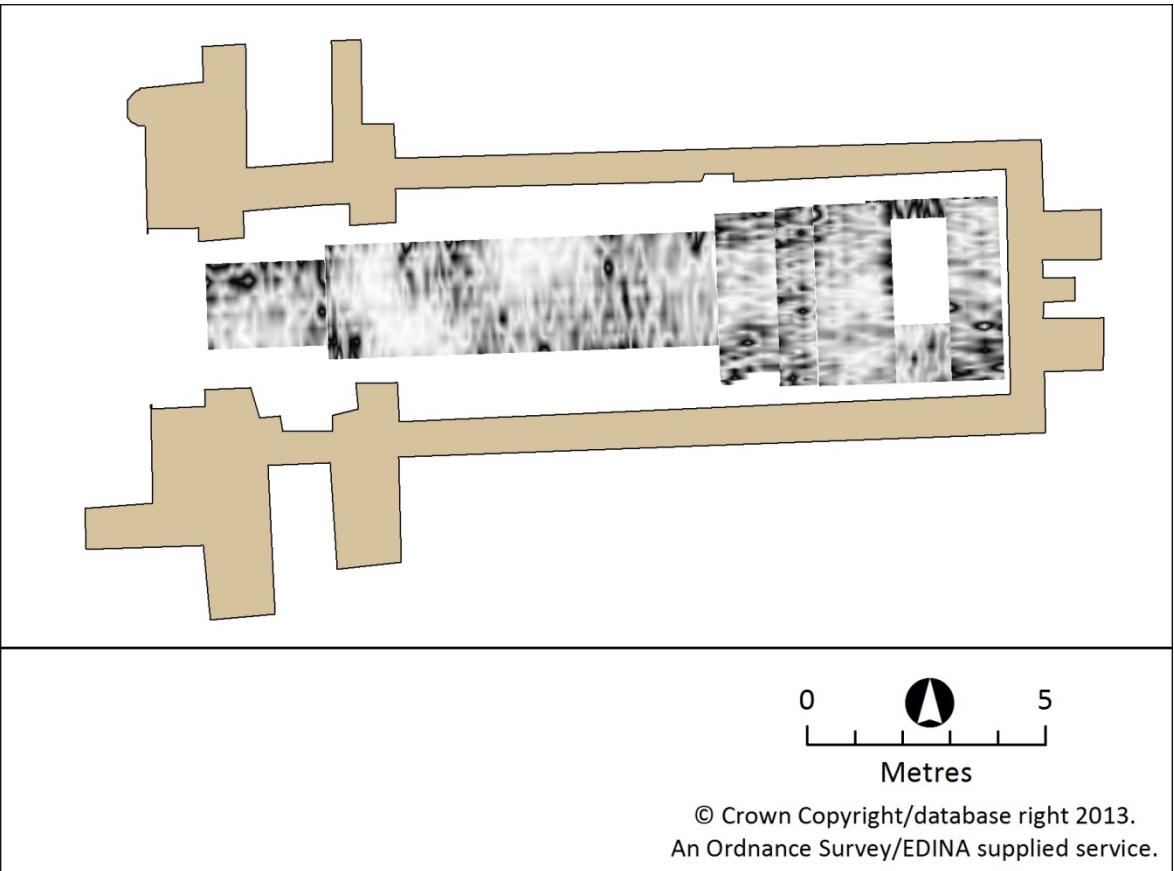 0 5
Metres
© Crown Copyright/database right 2013.
An Ordnance Survey/EDINA supplied service.